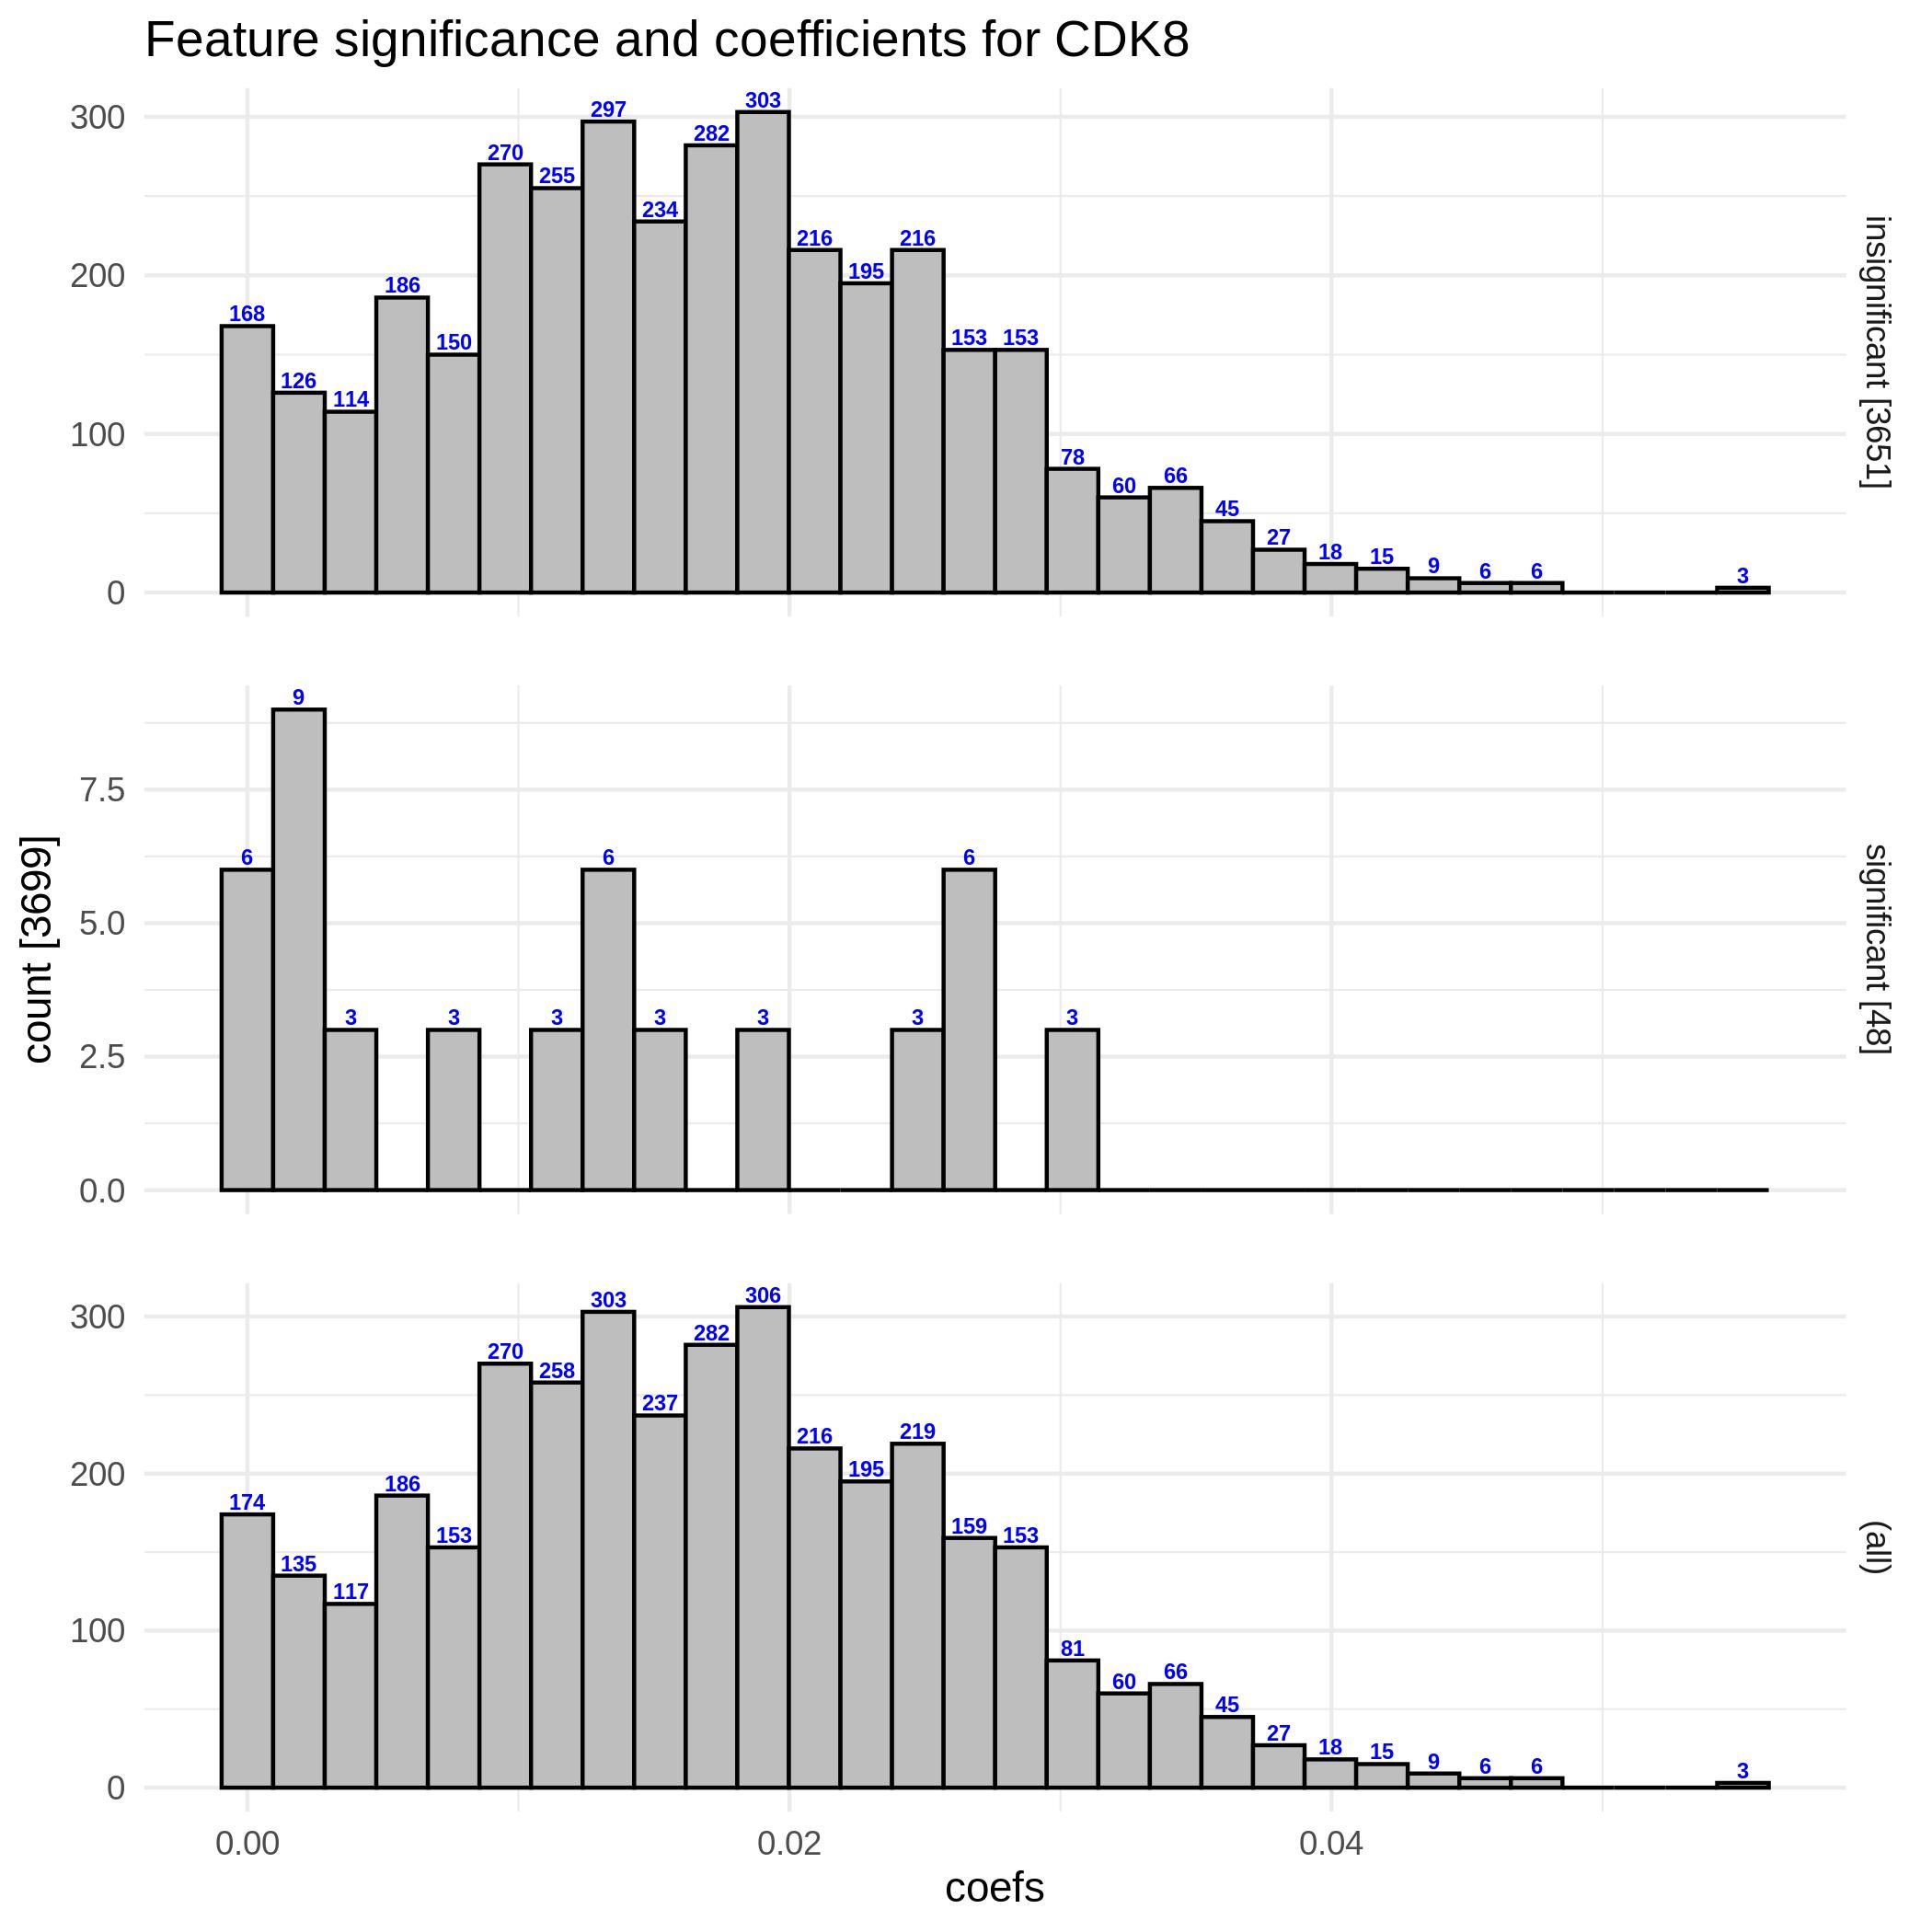 Feature significance and coefficients for CDK8
count [3699]
300
200
100
0
168 126 114 186 150 270 255 297 234 282 303 216 195 216 153 153 78 60 66 45 27 18 15 9 6 6 3
insignificant [3651]
7.5
5.0
2.5
0.0
6 9 3 3 3 6 3 3 3 6 3
significant [48]
300
200
100
0
174 135 117 186 153 270 258 303 237 282 306 216 195 219 159 153 81 60 66 45 27 18 15 9 6 6 3
(all)
0.00 0.02 0.04
coefs